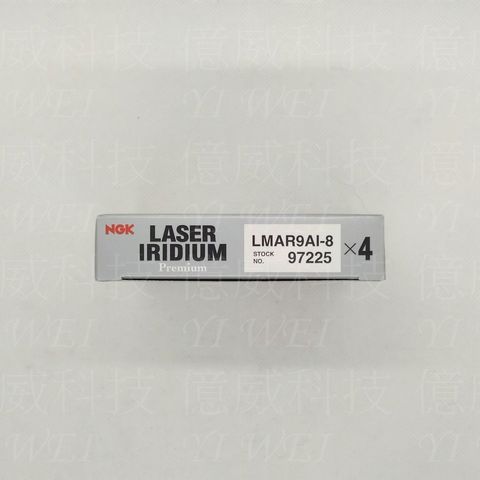 億威科技
YI WEI
NGK
LASER
IRIDIUM
Premium
LMAR9AI-8
STOCK NO. 97225
×4